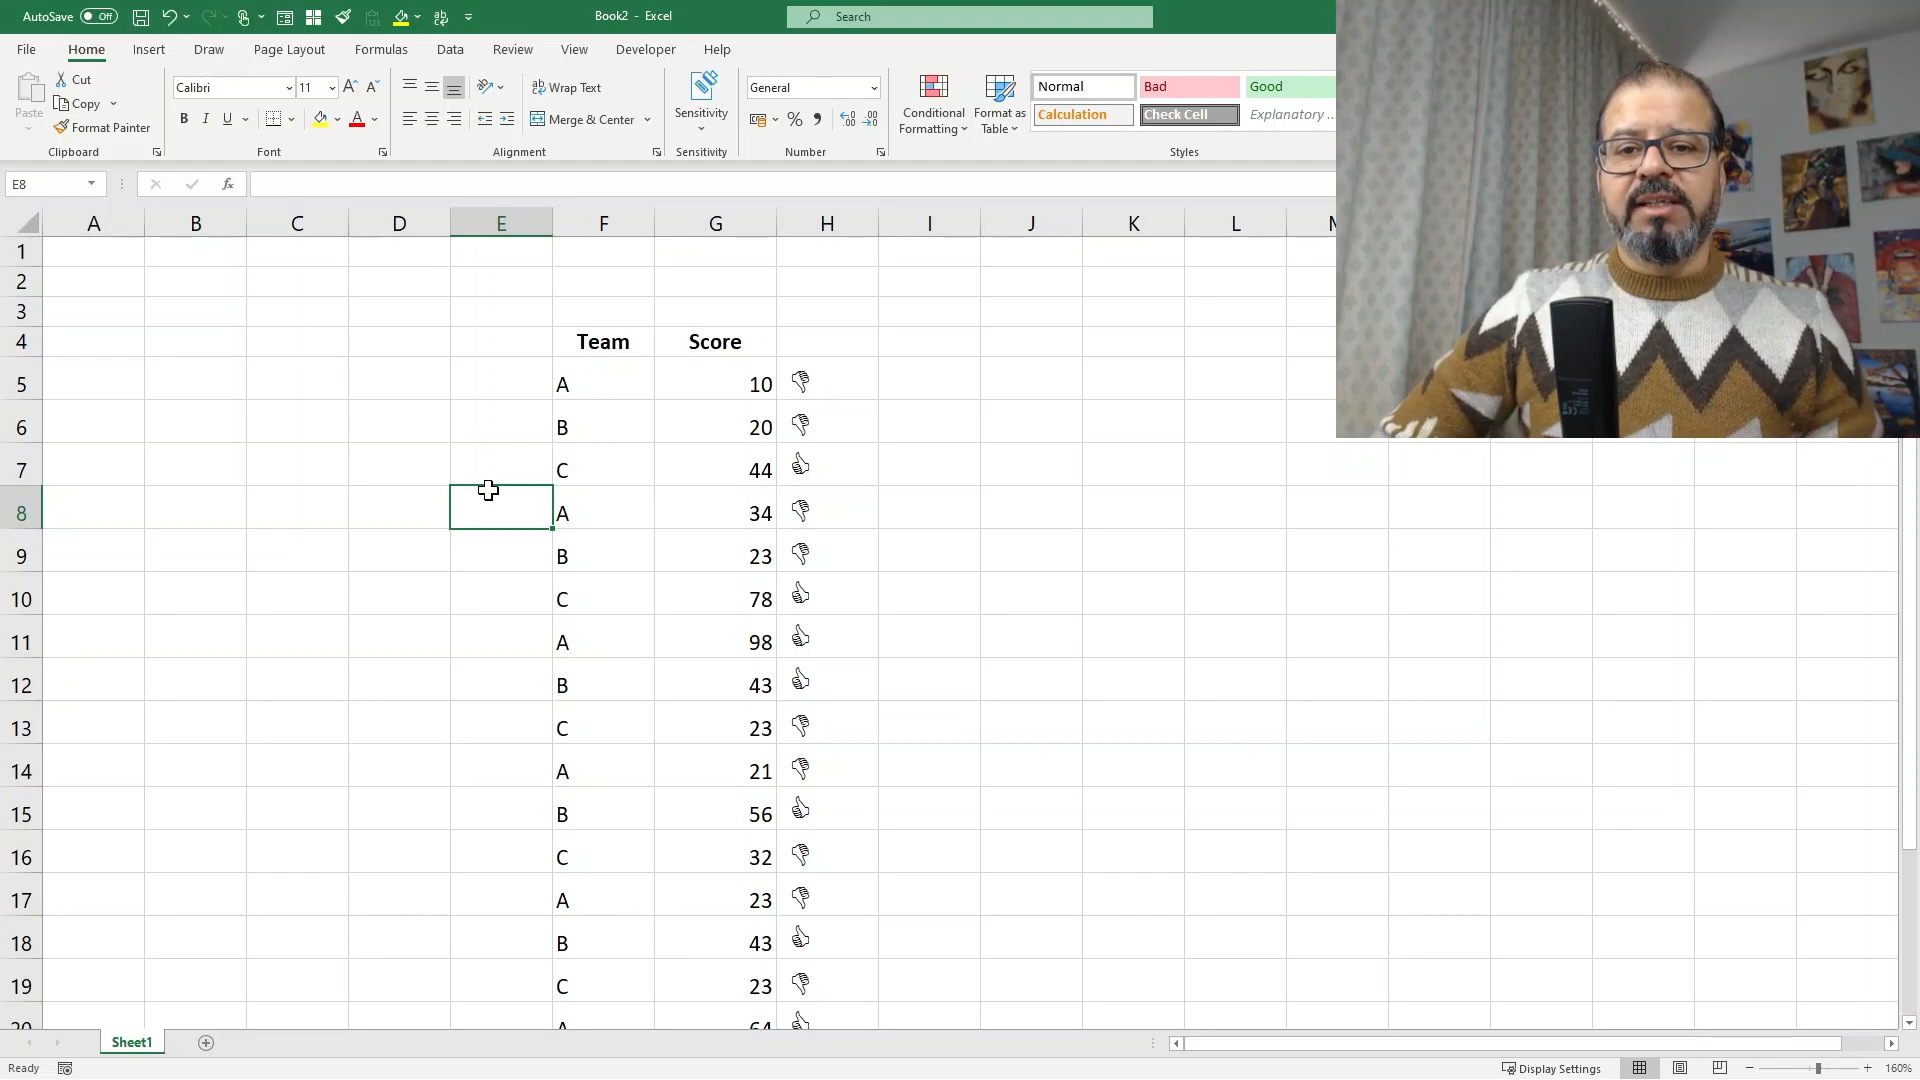 AutoSave Off Book2 - Excel Search
File Home Insert Draw Page Layout Formulas Data Review View Developer Help
Paste
Cut
Copy
Format Painter
Clipboard
Calibri 11
B I U
Font
Wrap Text
Merge & Center
Alignment
Sensitivity
Sensitivity
General
Number
Conditional Formatting
Format as Table
Normal Bad Good
Calculation Check Cell Explanatory ...
Styles
E8 fx
A B C D E F G H I J K L
1
2
3
4 Team Score
5 A 10
6 B 20
7 C 44
8 A 34
9 B 23
10 C 78
11 A 98
12 B 43
13 C 23
14 A 21
15 B 56
16 C 32
17 A 23
18 B 43
19 C 23
20 A 64
Sheet1
Ready Display Settings 160%